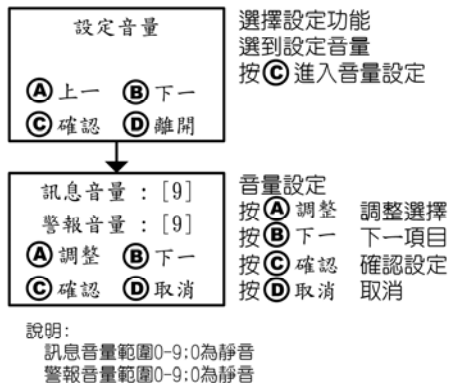 設定音量
Ⓐ上一 Ⓑ下一
Ⓒ確認 Ⓓ離開
選擇設定功能
選到設定音量
按Ⓒ進入音量設定
訊息音量 : [9]
警報音量 : [9]
Ⓐ調整 Ⓑ下一
Ⓒ確認 Ⓓ取消
音量設定
按Ⓐ調整 調整選擇
按Ⓑ下一 下一項目
按Ⓒ確認 確認設定
按Ⓓ取消 取消
說明:
訊息音量範圍0-9;0為靜音
警報音量範圍0-9;0為靜音